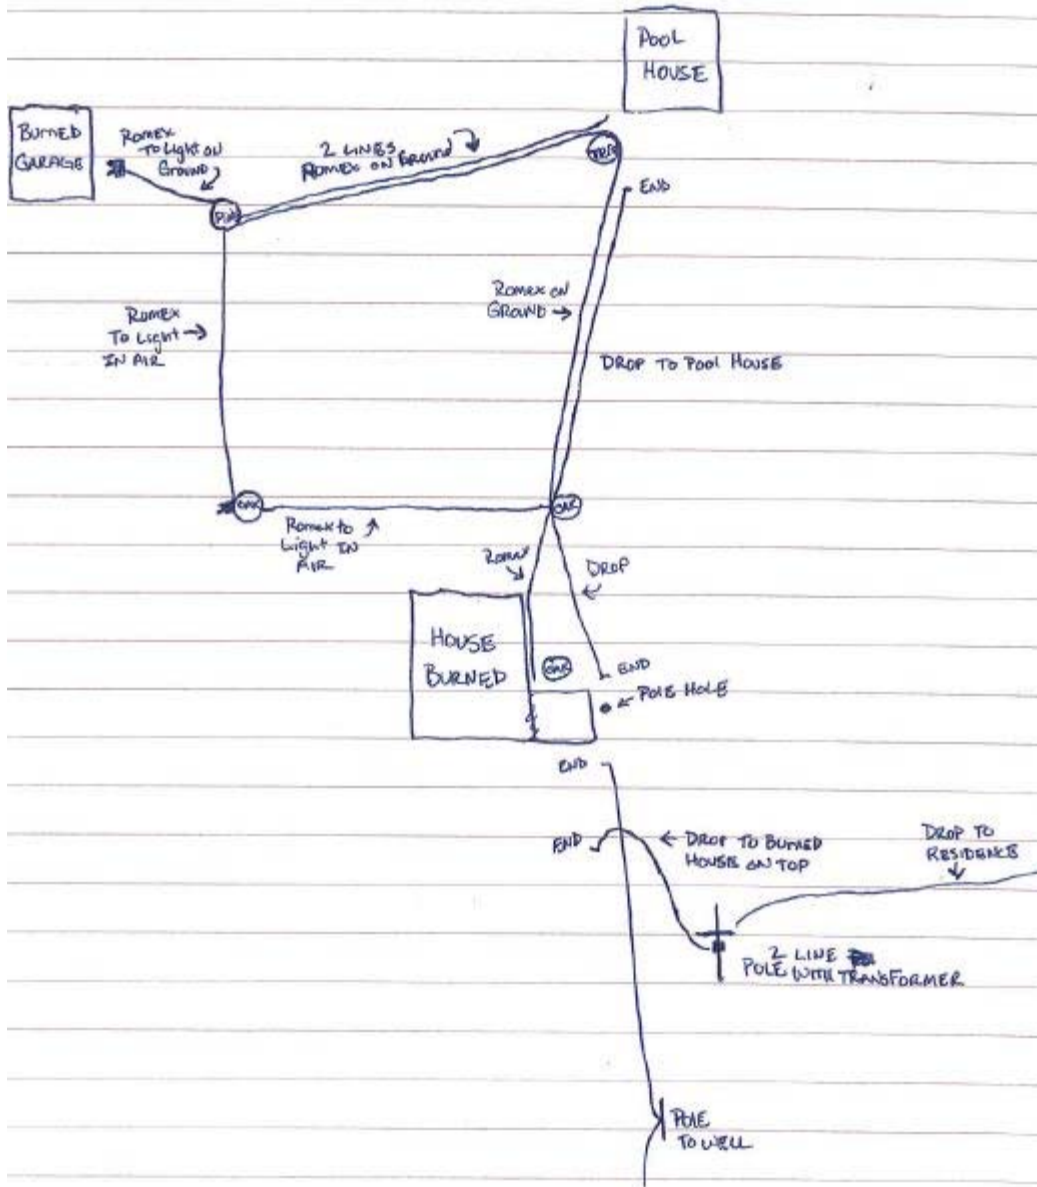 POOL
HOUSE
BURNED
GARAGE
ROMEX
To Light on
GROUND
2 LINES
ROMEX ON GROUND
END
ROMEX ON
GROUND
ROMEX
To Light
IN AIR
DROP TO POOL HOUSE
OAK
OAK
Romex to
Light IN
AIR
ROMEX
DROP
HOUSE
BURNED
OAK
END
POLE HOLE
END
END
DROP TO BURNED
HOUSE ON TOP
DROP TO
RESIDENCE
2 LINE
POLE WITH TRANSFORMER
POLE
TO WELL